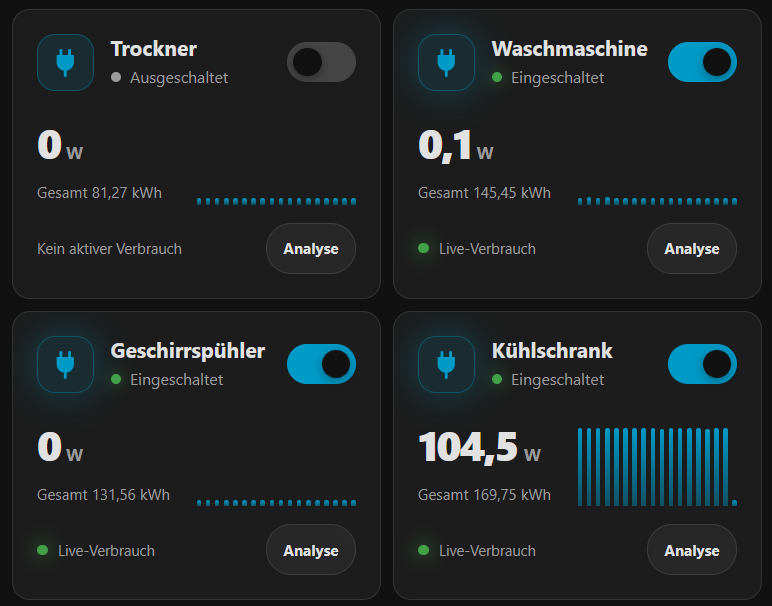 Trockner
Ausgeschaltet
0 W
Gesamt 81,27 kWh
Kein aktiver Verbrauch
Analyse
Waschmaschine
Eingeschaltet
0,1 W
Gesamt 145,45 kWh
Live-Verbrauch
Analyse
Geschirrspühler
Eingeschaltet
0 W
Gesamt 131,56 kWh
Live-Verbrauch
Analyse
Kühlschrank
Eingeschaltet
104,5 W
Gesamt 169,75 kWh
Live-Verbrauch
Analyse